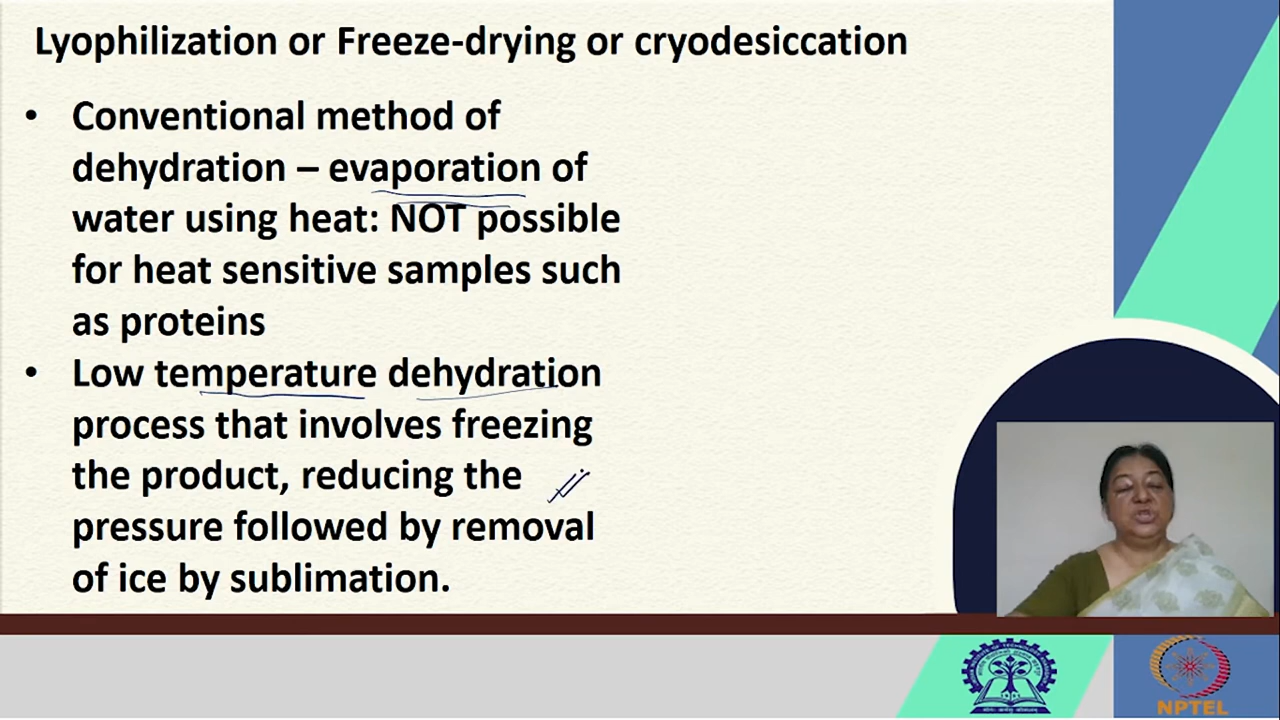 Lyophilization or Freeze-drying or cryodesiccation
• Conventional method of
dehydration – evaporation of
water using heat: NOT possible
for heat sensitive samples such
as proteins
• Low temperature dehydration
process that involves freezing
the product, reducing the
pressure followed by removal
of ice by sublimation.
NPTEL